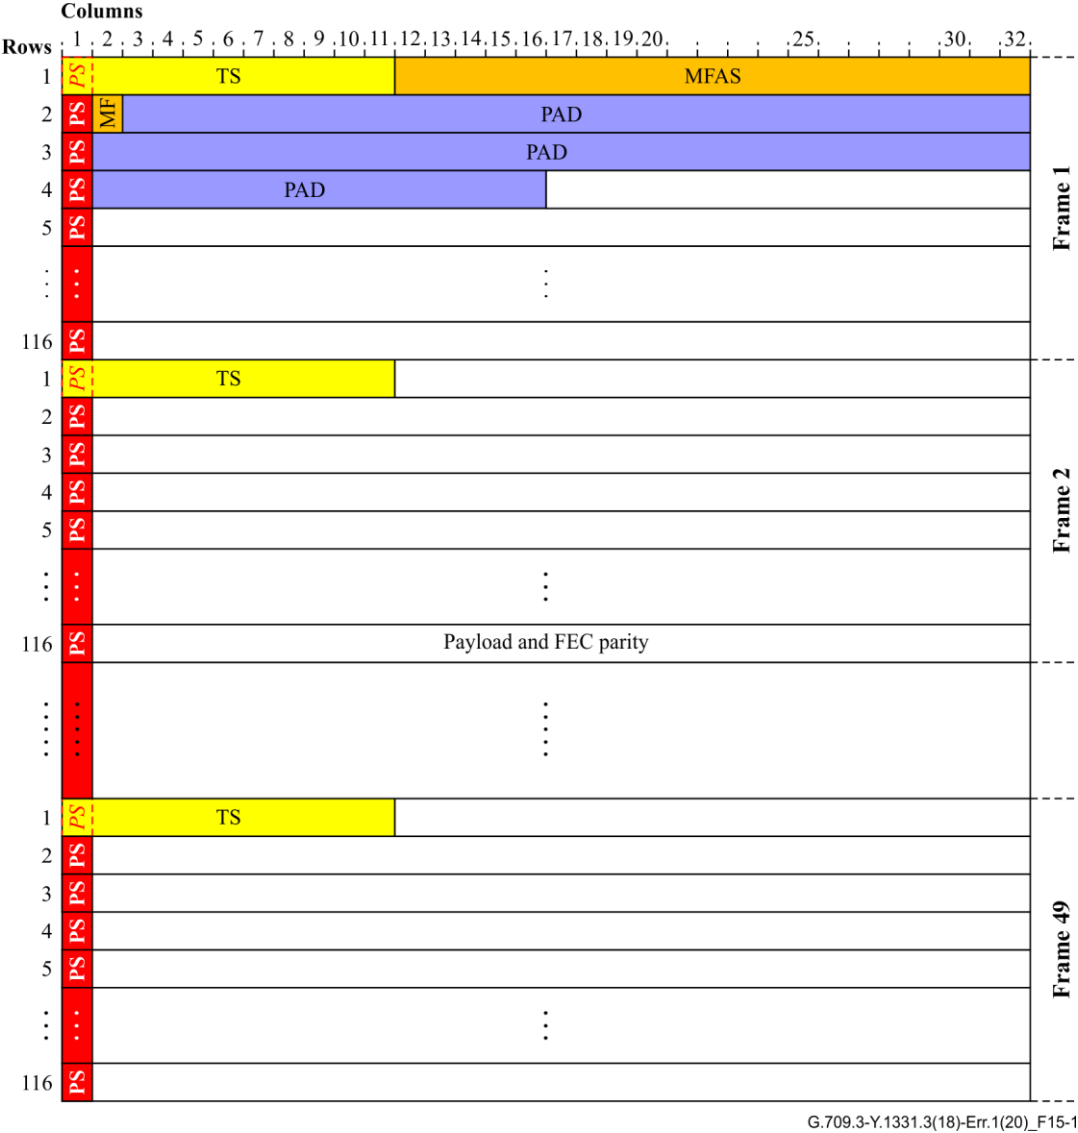 Columns
Rows 1 2 3 4 5 6 7 8 9 10 11 12 13 14 15 16 17 18 19 20 25 30 32
1 PS TS MFAS
2 PS MF PAD
3 PS PAD
4 PS PAD
5 PS
Frame 1
116 PS
1 PS TS
2 PS
3 PS
4 PS
5 PS
Frame 2
116 PS Payload and FEC parity
1 PS TS
2 PS
3 PS
4 PS
5 PS
Frame 49
116 PS
G.709.3-Y.1331.3(18)-Err.1(20)_F15-1